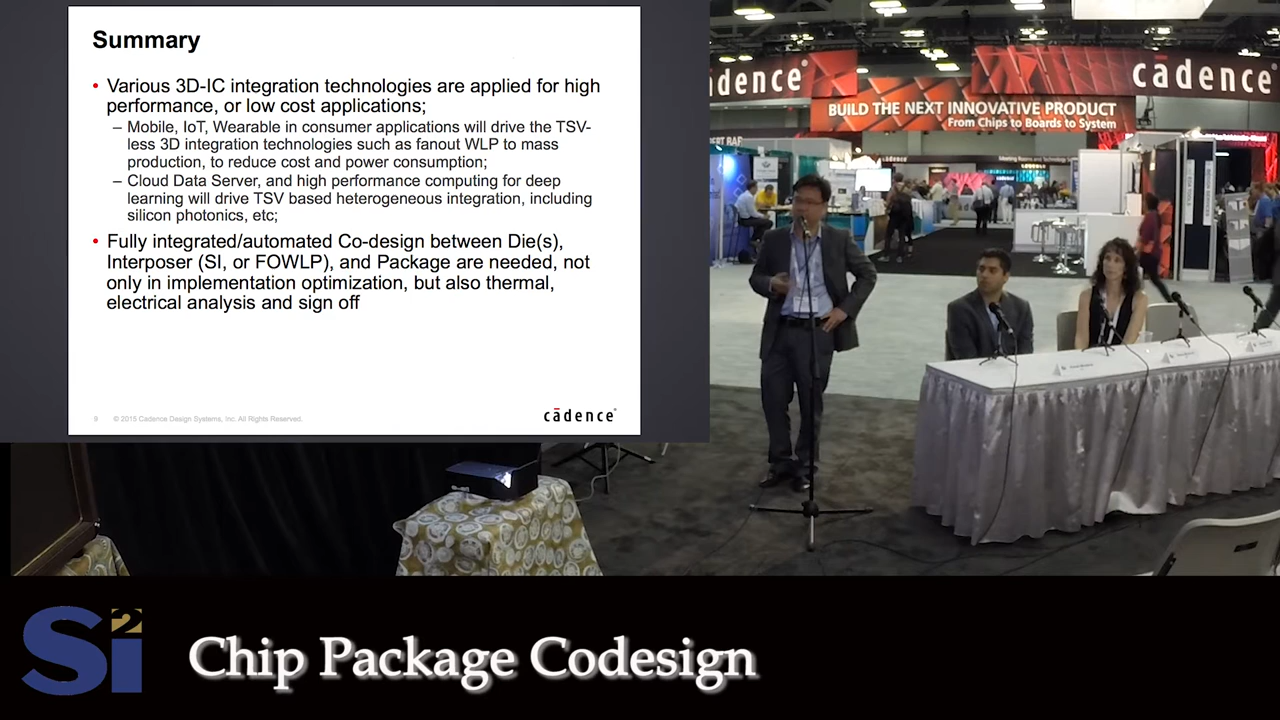 Summary
• Various 3D-IC integration technologies are applied for high
performance, or low cost applications;
– Mobile, IoT, Wearable in consumer applications will drive the TSV-
less 3D integration technologies such as fanout WLP to mass
production, to reduce cost and power consumption;
– Cloud Data Server, and high performance computing for deep
learning will drive TSV based heterogeneous integration, including
silicon photonics, etc;
• Fully integrated/automated Co-design between Die(s),
Interposer (SI, or FOWLP), and Package are needed, not
only in implementation optimization, but also thermal,
electrical analysis and sign off
9 © 2015 Cadence Design Systems, Inc. All Rights Reserved.
cādence®
ādence®
cādence®
BUILD THE NEXT INNOVATIVE PRODUCT
From Chips to Boards to System
cādence
Si2
Chip Package Codesign